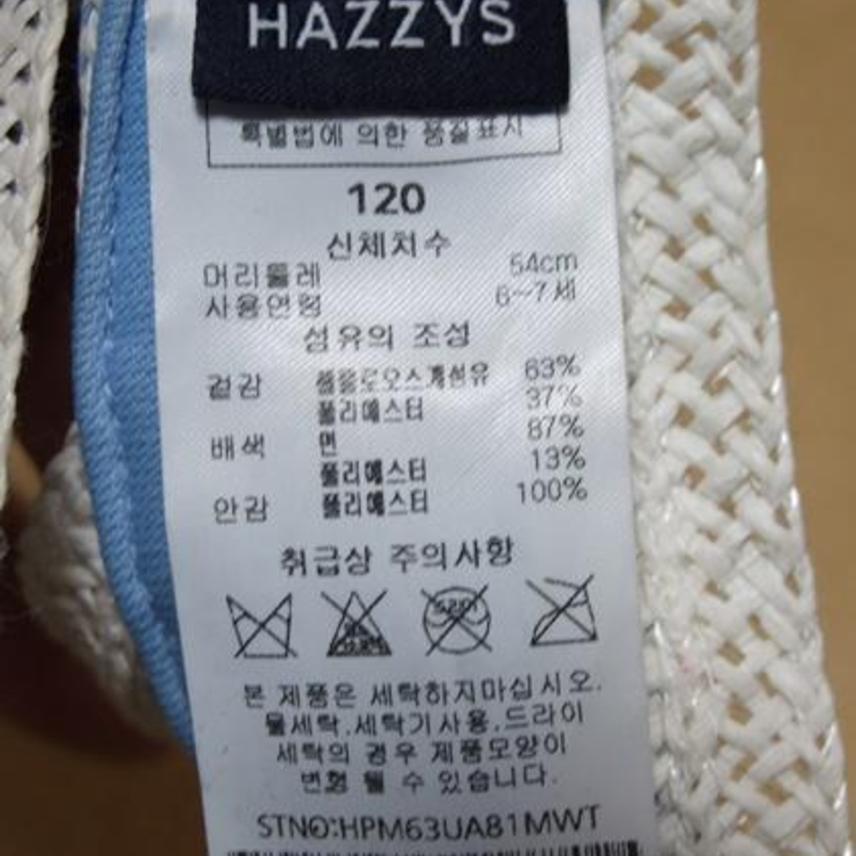 HAZZYS
특별법에 의한 품질표시
120
신체치수
머리둘레 54cm
사용연령 6~7세
섬유의 조성
겉감 셀룰로오스계섬유 63%
폴리에스터 37%
배색 면 87%
폴리에스터 13%
안감 폴리에스터 100%
취급상 주의사항
본 제품은 세탁하지마십시오.
물세탁.세탁기사용.드라이
세탁의 경우 제품모양이
변형 될 수 있습니다.
STNO:HPM63UA81MWT